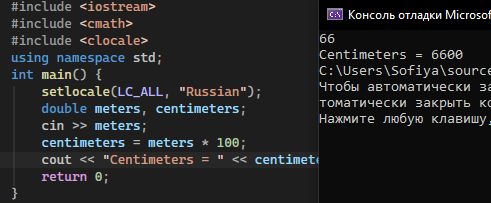 #include <iostream>
#include <cmath>
#include <clocale>
using namespace std;
int main() {
setlocale(LC_ALL, "Russian");
double meters, centimeters;
cin >> meters;
centimeters = meters * 100;
cout << "Centimeters = " << centimete
return 0;
}
Консоль отладки Microsof
66
Centimeters = 6600
C:\Users\Sofiya\source
Чтобы автоматически за
томатически закрыть ко
Нажмите любую клавишу,